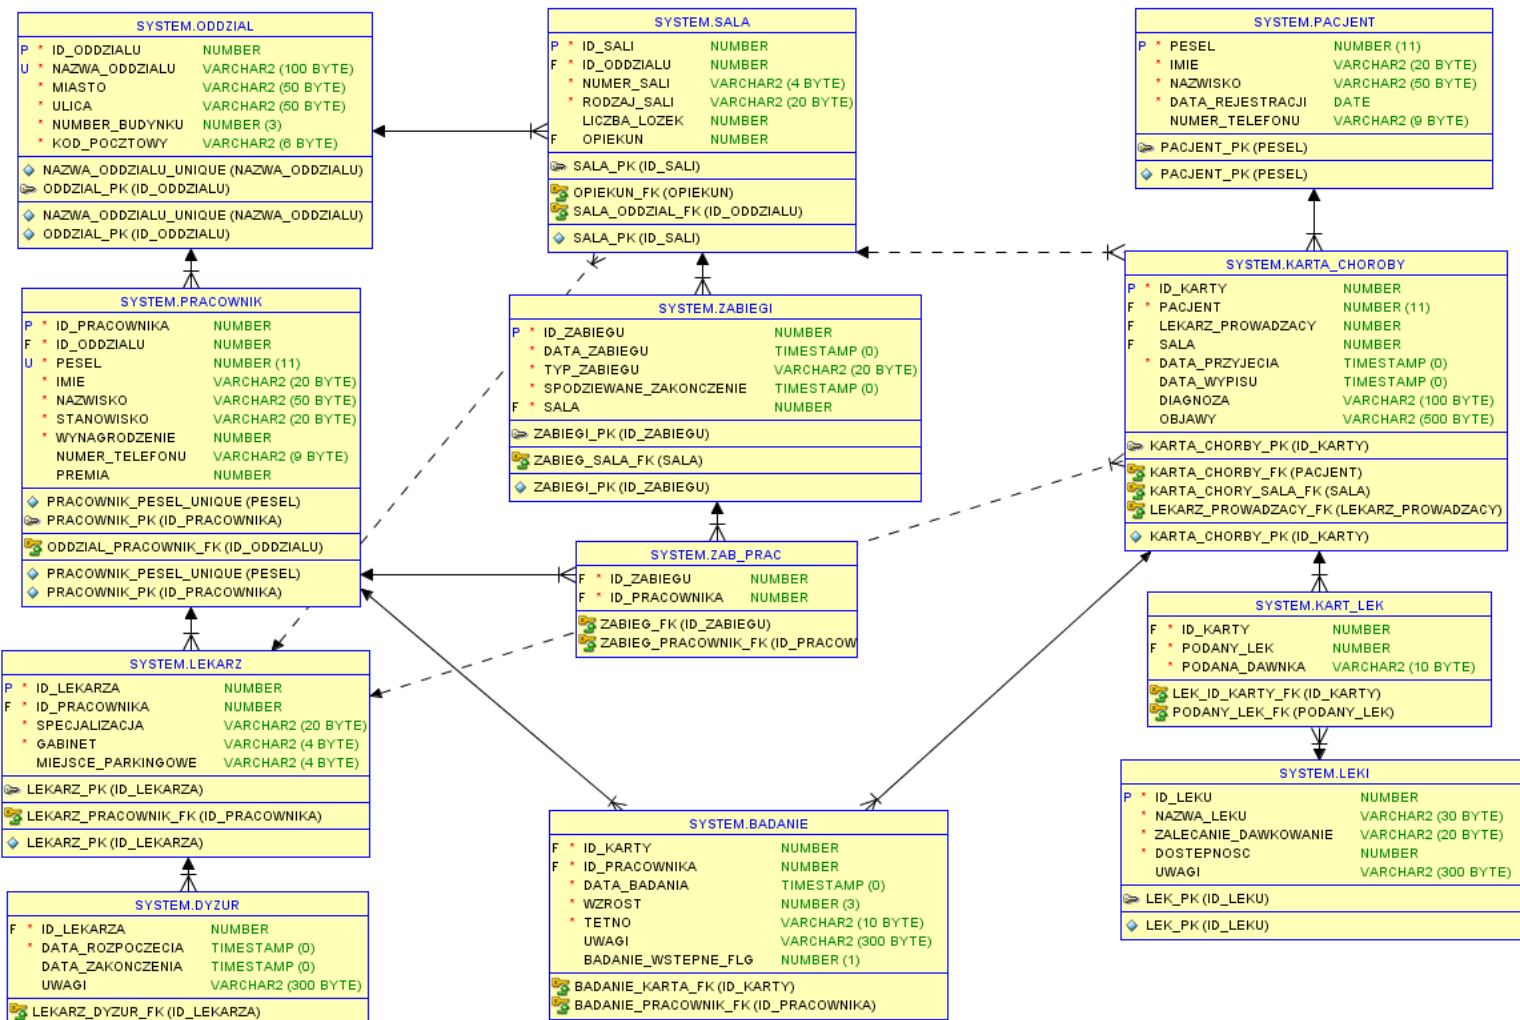 SYSTEM.ODDZIAL
P * ID_ODDZIALU NUMBER
U * NAZWA_ODDZIALU VARCHAR2 (100 BYTE)
* MIASTO VARCHAR2 (50 BYTE)
* ULICA VARCHAR2 (50 BYTE)
* NUMBER_BUDYNKU NUMBER (3)
* KOD_POCZTOWY VARCHAR2 (6 BYTE)
NAZWA_ODDZIALU_UNIQUE (NAZWA_ODDZIALU)
ODDZIAL_PK (ID_ODDZIALU)
NAZWA_ODDZIALU_UNIQUE (NAZWA_ODDZIALU)
ODDZIAL_PK (ID_ODDZIALU)
SYSTEM.SALA
P * ID_SALI NUMBER
F * ID_ODDZIALU NUMBER
* NUMER_SALI VARCHAR2 (4 BYTE)
* RODZAJ_SALI VARCHAR2 (20 BYTE)
LICZBA_LOZEK NUMBER
F OPIEKUN NUMBER
SALA_PK (ID_SALI)
OPIEKUN_FK (OPIEKUN)
SALA_ODDZIAL_FK (ID_ODDZIALU)
SALA_PK (ID_SALI)
SYSTEM.PACJENT
P * PESEL NUMBER (11)
* IMIE VARCHAR2 (20 BYTE)
* NAZWISKO VARCHAR2 (50 BYTE)
* DATA_REJESTRACJI DATE
NUMER_TELEFONU VARCHAR2 (9 BYTE)
PACJENT_PK (PESEL)
PACJENT_PK (PESEL)
SYSTEM.PRACOWNIK
P * ID_PRACOWNIKA NUMBER
F * ID_ODDZIALU NUMBER
U * PESEL NUMBER (11)
* IMIE VARCHAR2 (20 BYTE)
* NAZWISKO VARCHAR2 (50 BYTE)
* STANOWISKO VARCHAR2 (20 BYTE)
* WYNAGRODZENIE NUMBER
NUMER_TELEFONU VARCHAR2 (9 BYTE)
PREMIA NUMBER
PRACOWNIK_PESEL_UNIQUE (PESEL)
PRACOWNIK_PK (ID_PRACOWNIKA)
ODDZIAL_PRACOWNIK_FK (ID_ODDZIALU)
PRACOWNIK_PESEL_UNIQUE (PESEL)
PRACOWNIK_PK (ID_PRACOWNIKA)
SYSTEM.ZABIEGI
P * ID_ZABIEGU NUMBER
* DATA_ZABIEGU TIMESTAMP (0)
* TYP_ZABIEGU VARCHAR2 (20 BYTE)
* SPODZIEWANE_ZAKONCZENIE TIMESTAMP (0)
F * SALA NUMBER
ZABIEGI_PK (ID_ZABIEGU)
ZABIEG_SALA_FK (SALA)
ZABIEGI_PK (ID_ZABIEGU)
SYSTEM.KARTA_CHOROBY
P * ID_KARTY NUMBER
F * PACJENT NUMBER (11)
F LEKARZ_PROWADZACY NUMBER
F SALA NUMBER
* DATA_PRZYJECIA TIMESTAMP (0)
DATA_WYPISU TIMESTAMP (0)
DIAGNOZA VARCHAR2 (100 BYTE)
OBJAWY VARCHAR2 (500 BYTE)
KARTA_CHORBY_PK (ID_KARTY)
KARTA_CHORBY_FK (PACJENT)
KARTA_CHORY_SALA_FK (SALA)
LEKARZ_PROWADZACY_FK (LEKARZ_PROWADZACY)
KARTA_CHORBY_PK (ID_KARTY)
SYSTEM.ZAB_PRAC
F * ID_ZABIEGU NUMBER
F * ID_PRACOWNIKA NUMBER
ZABIEG_FK (ID_ZABIEGU)
ZABIEG_PRACOWNIK_FK (ID_PRACOW
SYSTEM.KART_LEK
F * ID_KARTY NUMBER
F * PODANY_LEK NUMBER
* PODANA_DAWNKA VARCHAR2 (10 BYTE)
LEK_ID_KARTY_FK (ID_KARTY)
PODANY_LEK_FK (PODANY_LEK)
SYSTEM.LEKARZ
P * ID_LEKARZA NUMBER
F * ID_PRACOWNIKA NUMBER
* SPECJALIZACJA VARCHAR2 (20 BYTE)
* GABINET VARCHAR2 (4 BYTE)
MIEJSCE_PARKINGOWE VARCHAR2 (4 BYTE)
LEKARZ_PK (ID_LEKARZA)
LEKARZ_PRACOWNIK_FK (ID_PRACOWNIKA)
LEKARZ_PK (ID_LEKARZA)
SYSTEM.LEKI
P * ID_LEKU NUMBER
* NAZWA_LEKU VARCHAR2 (30 BYTE)
* ZALECANIE_DAWKOWANIE VARCHAR2 (20 BYTE)
* DOSTEPNOSC NUMBER
UWAGI VARCHAR2 (300 BYTE)
LEK_PK (ID_LEKU)
LEK_PK (ID_LEKU)
SYSTEM.BADANIE
F * ID_KARTY NUMBER
F * ID_PRACOWNIKA NUMBER
* DATA_BADANIA TIMESTAMP (0)
* WZROST NUMBER (3)
* TETNO VARCHAR2 (10 BYTE)
UWAGI VARCHAR2 (300 BYTE)
BADANIE_WSTEPNE_FLG NUMBER (1)
BADANIE_KARTA_FK (ID_KARTY)
BADANIE_PRACOWNIK_FK (ID_PRACOWNIKA)
SYSTEM.DYZUR
F * ID_LEKARZA NUMBER
* DATA_ROZPOCZECIA TIMESTAMP (0)
DATA_ZAKONCZENIA TIMESTAMP (0)
UWAGI VARCHAR2 (300 BYTE)
LEKARZ_DYZUR_FK (ID_LEKARZA)